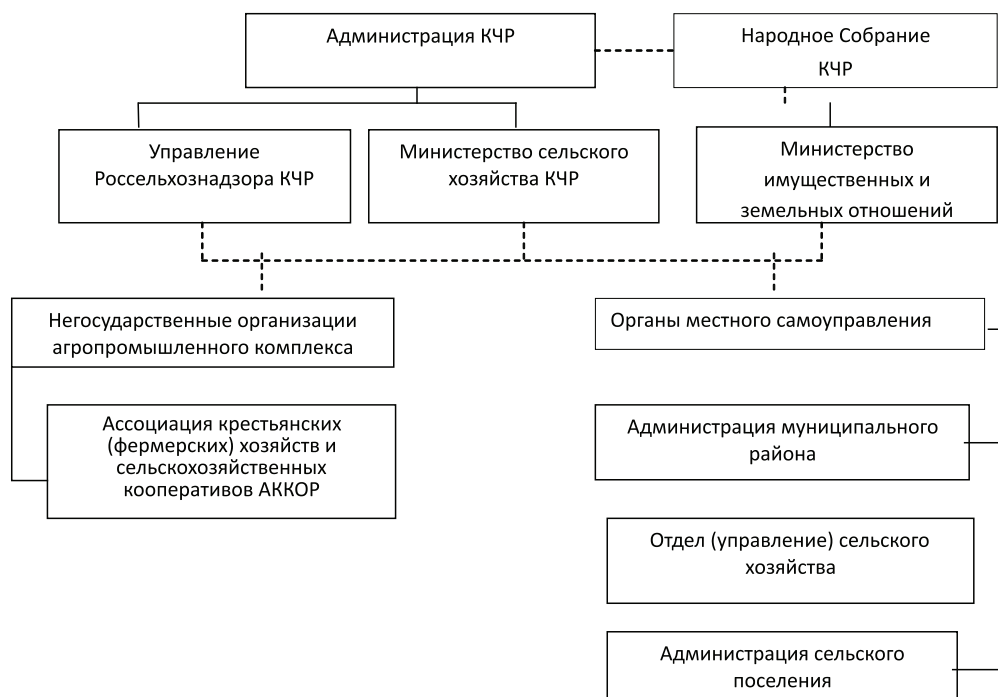 Администрация КЧР
Народное Собрание
КЧР
Управление
Россельхознадзора КЧР
Министерство сельского
хозяйства КЧР
Министерство
имущественных и
земельных отношений
Негосударственные организации
агропромышленного комплекса
Органы местного самоуправления
Ассоциация крестьянских
(фермерских) хозяйств и
сельскохозяйственных
кооперативов АККОР
Администрация муниципального
района
Отдел (управление) сельского
хозяйства
Администрация сельского
поселения